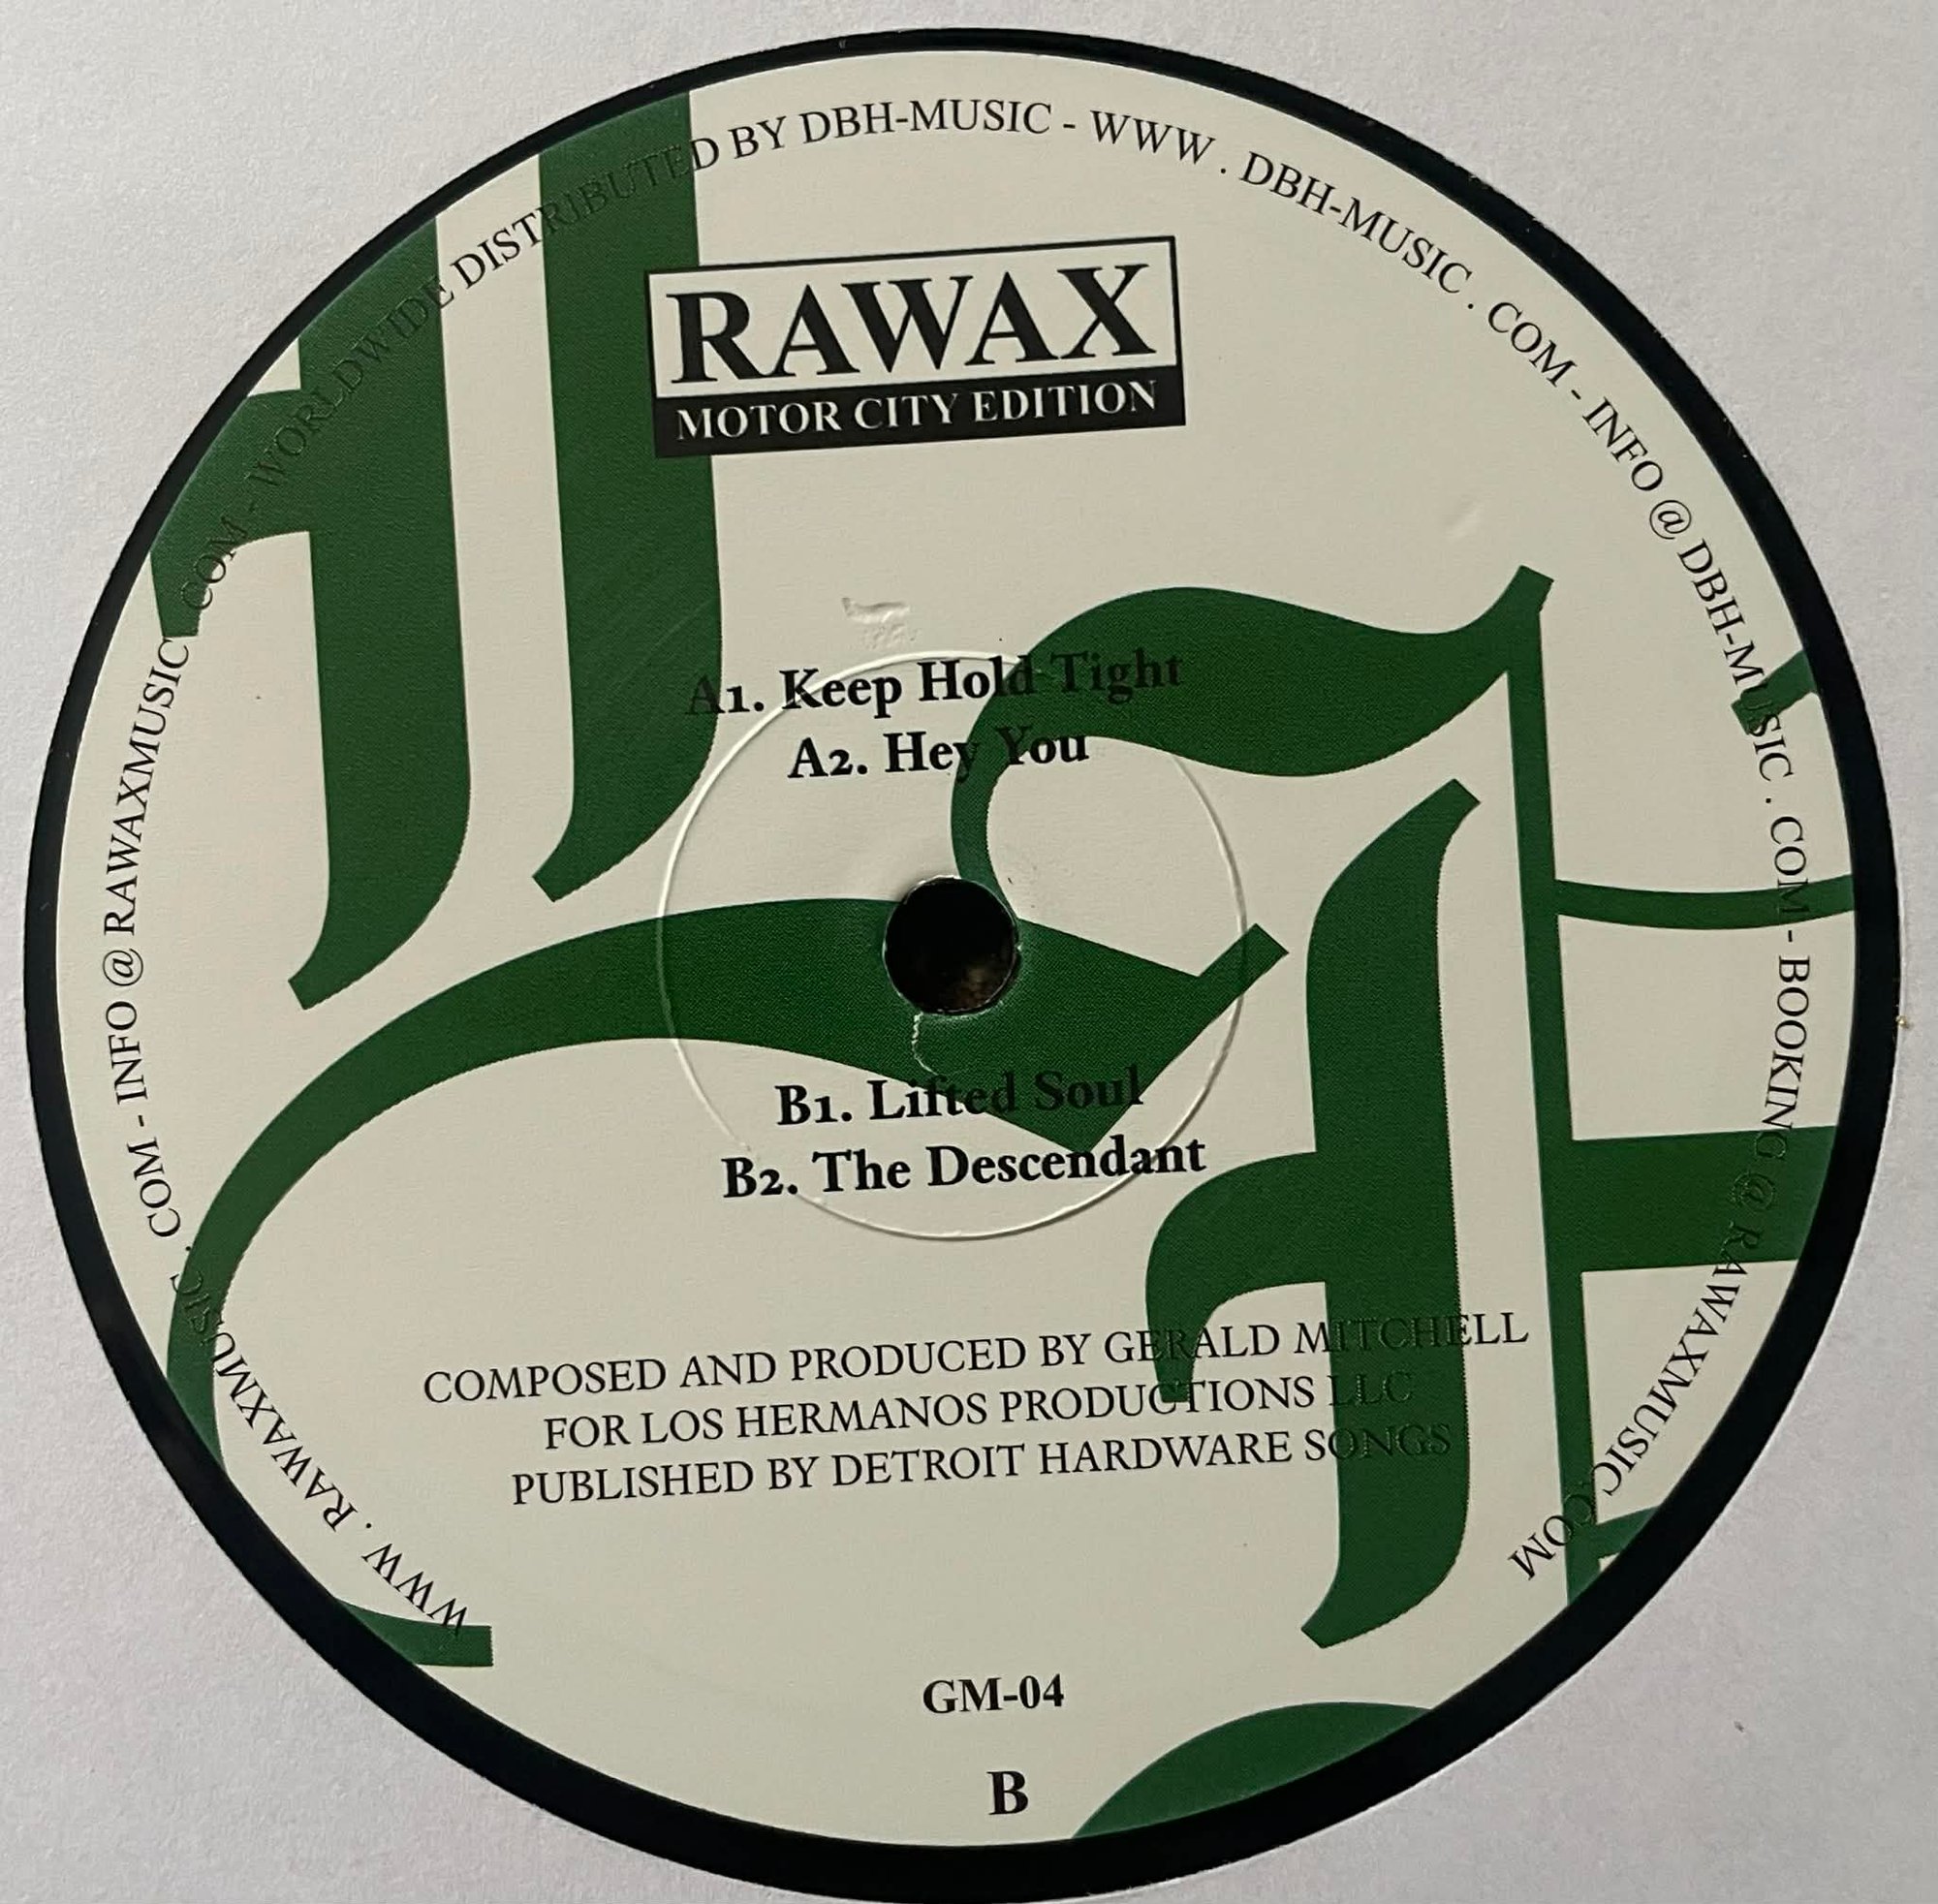 WWW . RAWAXMUSIC . COM - INFO @ RAWAXMUSIC . COM - WORLDWIDE DISTRIBUTED BY DBH-MUSIC - WWW . DBH-MUSIC . COM - INFO @ DBH-MUSIC . COM - BOOKING @ RAWAXMUSIC . COM
RAWAX
MOTOR CITY EDITION
A1. Keep Hold Tight
A2. Hey You
B1. Lifted Soul
B2. The Descendant
COMPOSED AND PRODUCED BY GERALD MITCHELL
FOR LOS HERMANOS PRODUCTIONS LLC
PUBLISHED BY DETROIT HARDWARE SONGS
GM-04
B